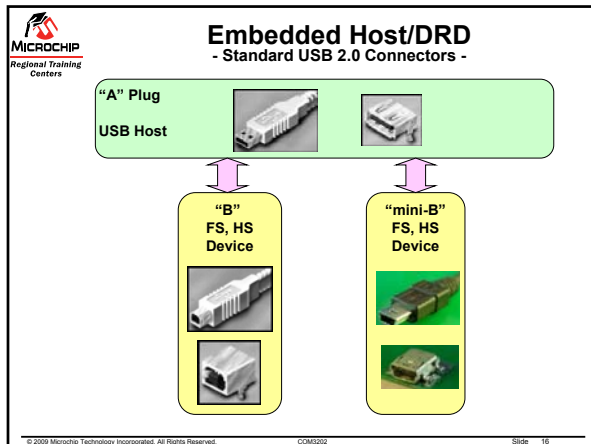 MICROCHIP
Regional Training
Centers
Embedded Host/DRD
- Standard USB 2.0 Connectors -
“A” Plug
USB Host
“B”
FS, HS
Device
“mini-B”
FS, HS
Device
© 2009 Microchip Technology Incorporated. All Rights Reserved. COM3202 Slide 16